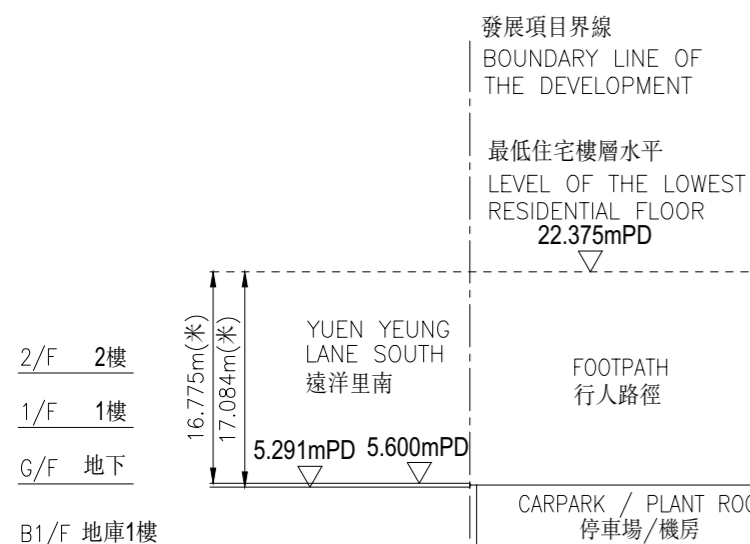 發展項目界線
BOUNDARY LINE OF
THE DEVELOPMENT
最低住宅樓層水平
LEVEL OF THE LOWEST
RESIDENTIAL FLOOR
22.375mPD
16.775m(米)
17.084m(米)
YUEN YEUNG
LANE SOUTH
遠洋里南
FOOTPATH
行人路徑
2/F 2樓
1/F 1樓
G/F 地下
B1/F 地庫1樓
5.291mPD 5.600mPD
CARPARK / PLANT ROO
停車場/機房